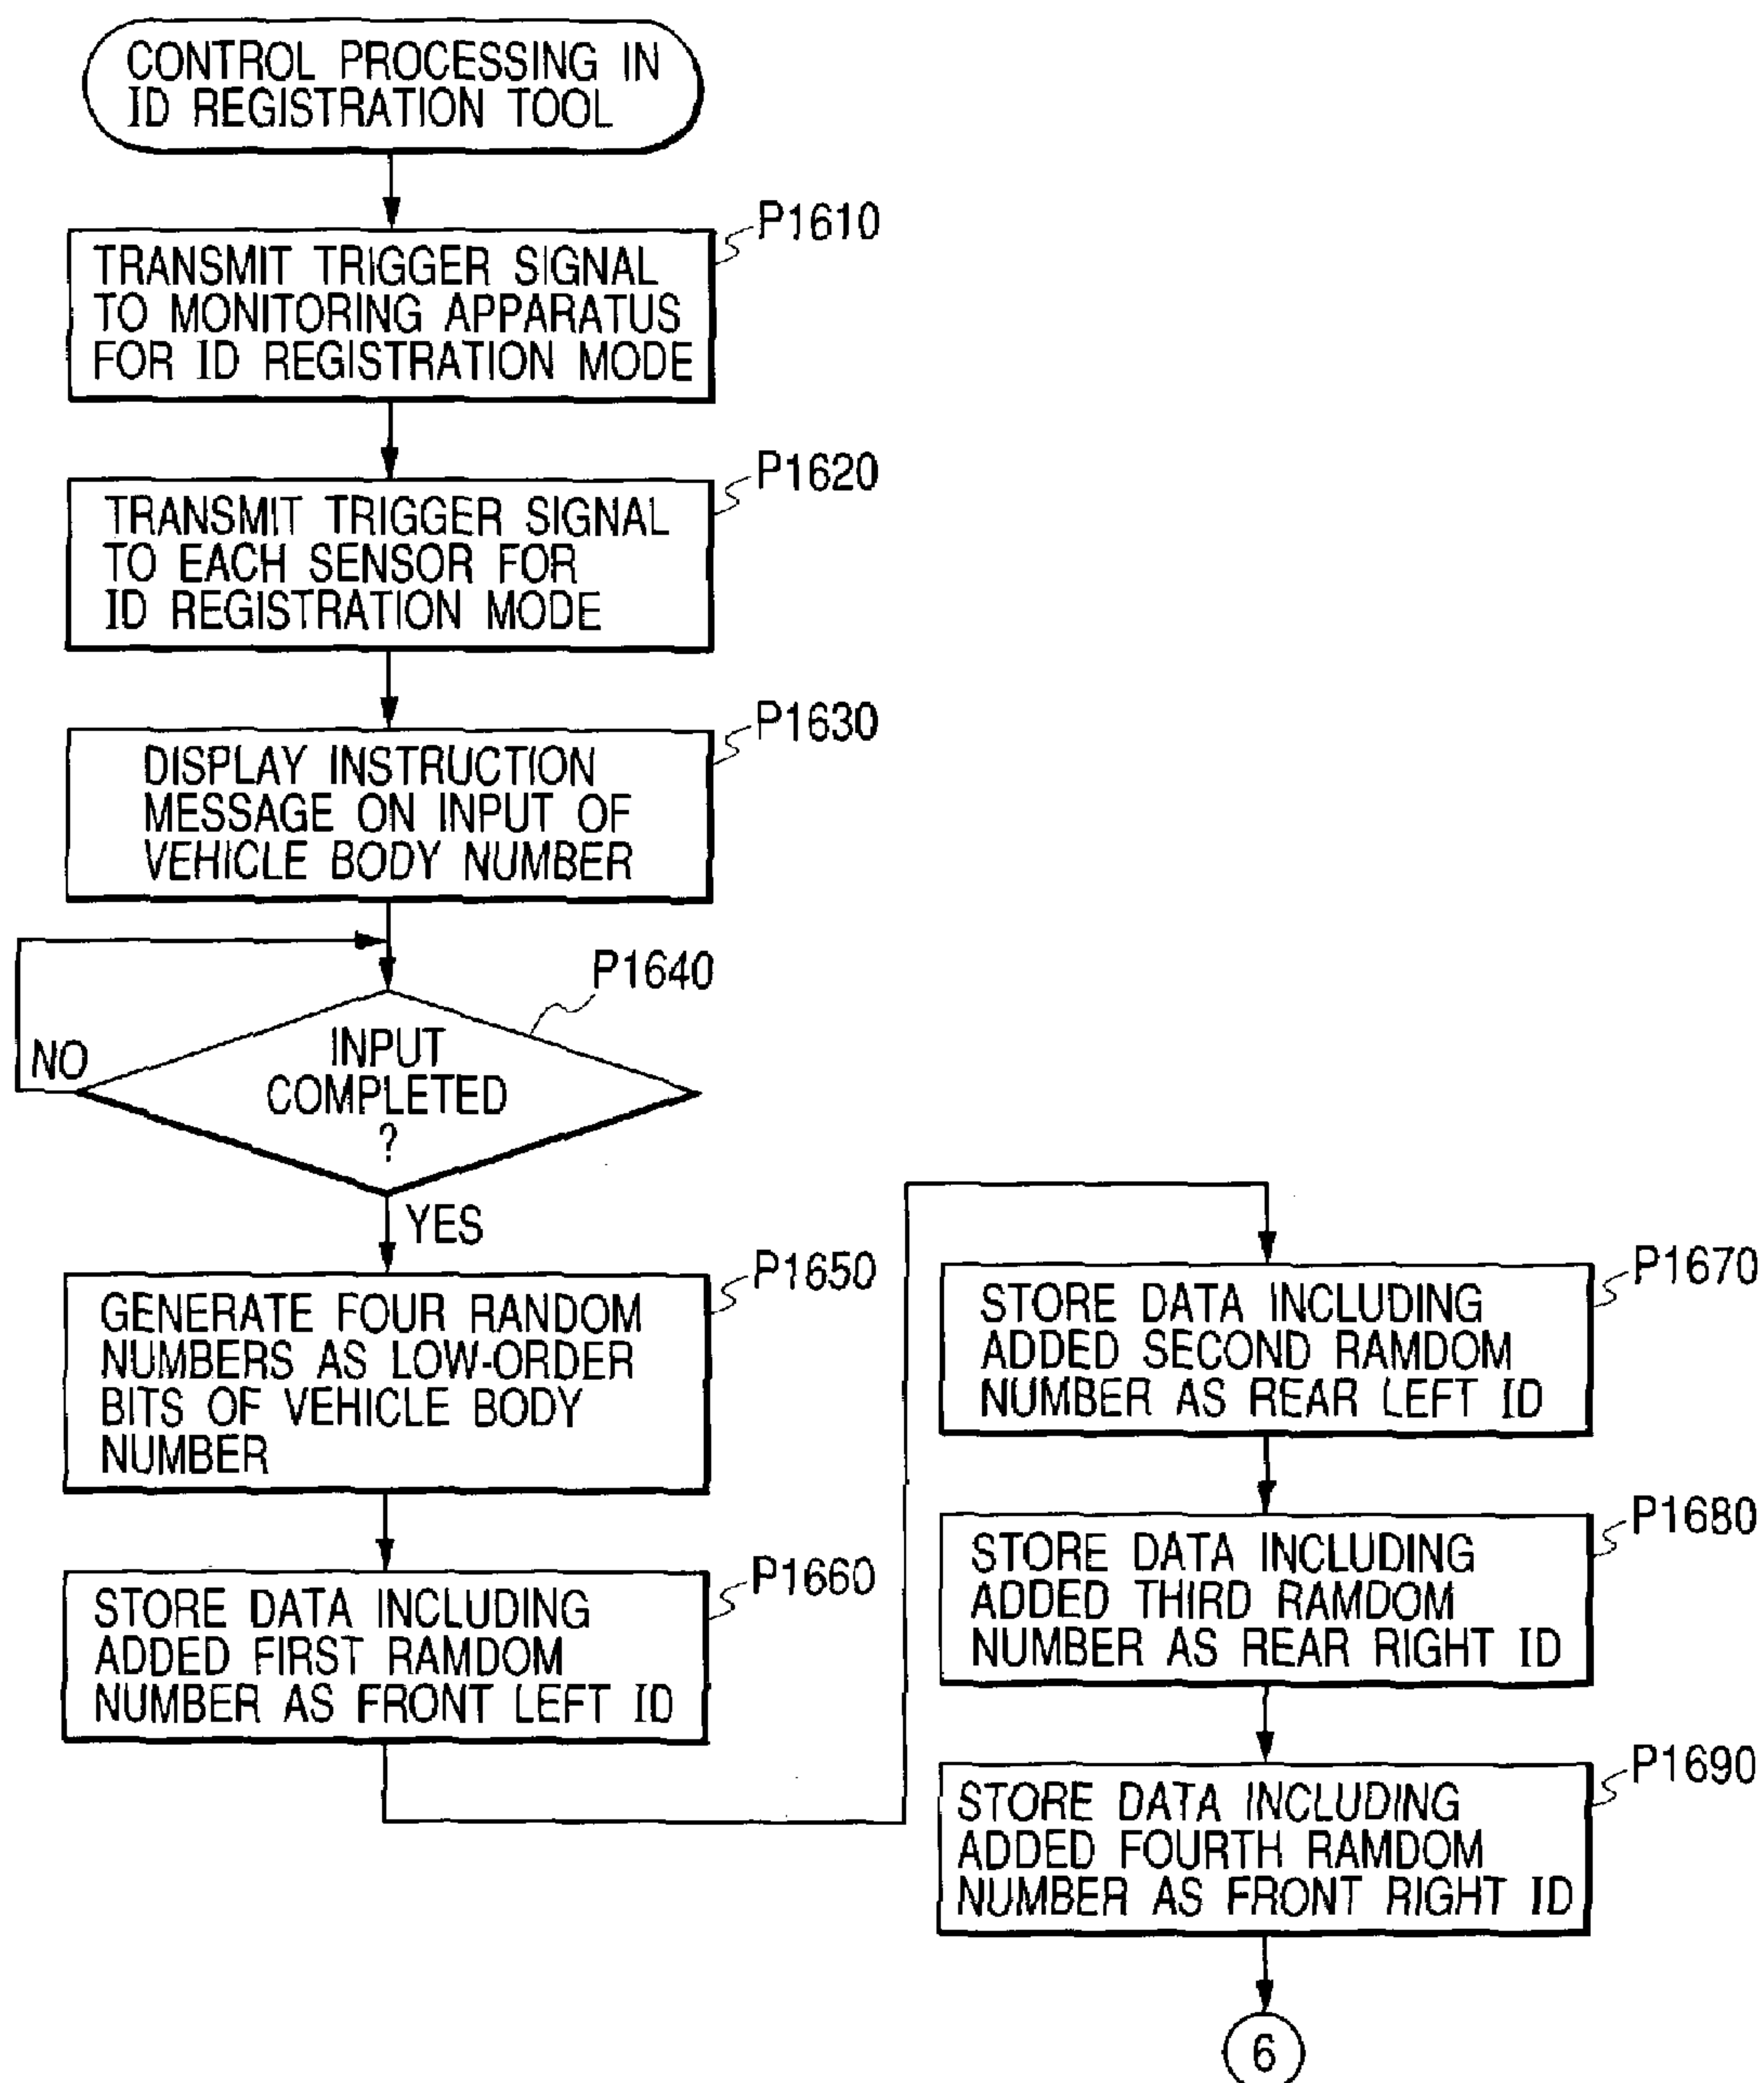 CONTROL PROCESSING IN
ID REGISTRATION TOOL
P1610
TRANSMIT TRIGGER SIGNAL
TO MONITORING APPARATUS
FOR ID REGISTRATION MODE
P1620
TRANSMIT TRIGGER SIGNAL
TO EACH SENSOR FOR
ID REGISTRATION MODE
P1630
DISPLAY INSTRUCTION
MESSAGE ON INPUT OF
VEHICLE BODY NUMBER
P1640
NO
INPUT
COMPLETED
?
YES
P1650
GENERATE FOUR RANDOM
NUMBERS AS LOW-ORDER
BITS OF VEHICLE BODY
NUMBER
P1660
STORE DATA INCLUDING
ADDED FIRST RAMDOM
NUMBER AS FRONT LEFT ID
P1670
STORE DATA INCLUDING
ADDED SECOND RAMDOM
NUMBER AS REAR LEFT ID
P1680
STORE DATA INCLUDING
ADDED THIRD RAMDOM
NUMBER AS REAR RIGHT ID
P1690
STORE DATA INCLUDING
ADDED FOURTH RAMDOM
NUMBER AS FRONT RIGHT ID
6